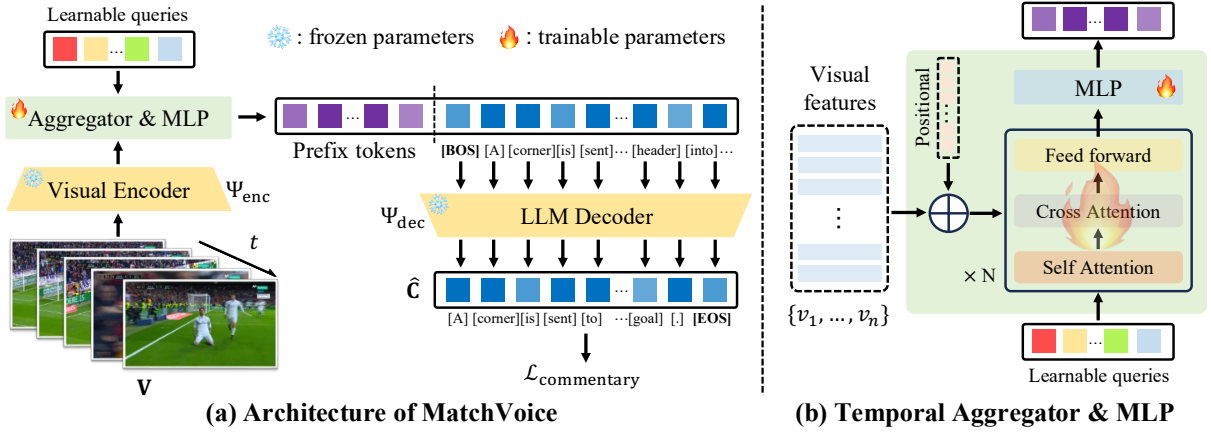 Learnable queries
: frozen parameters
: trainable parameters
Aggregator & MLP
Prefix tokens
[BOS] [A] [corner][is] [sent]... [header] [into]...
Visual Encoder
Ψenc
Ψdec
LLM Decoder
t
Ĉ
[A] [corner][is] [sent] [to] ...[goal] [.] [EOS]
V
ℒcommentary
(a) Architecture of MatchVoice
Visual
features
{v₁, ..., vₙ}
Positional
MLP
Feed forward
Cross Attention
Self Attention
× N
Learnable queries
(b) Temporal Aggregator & MLP